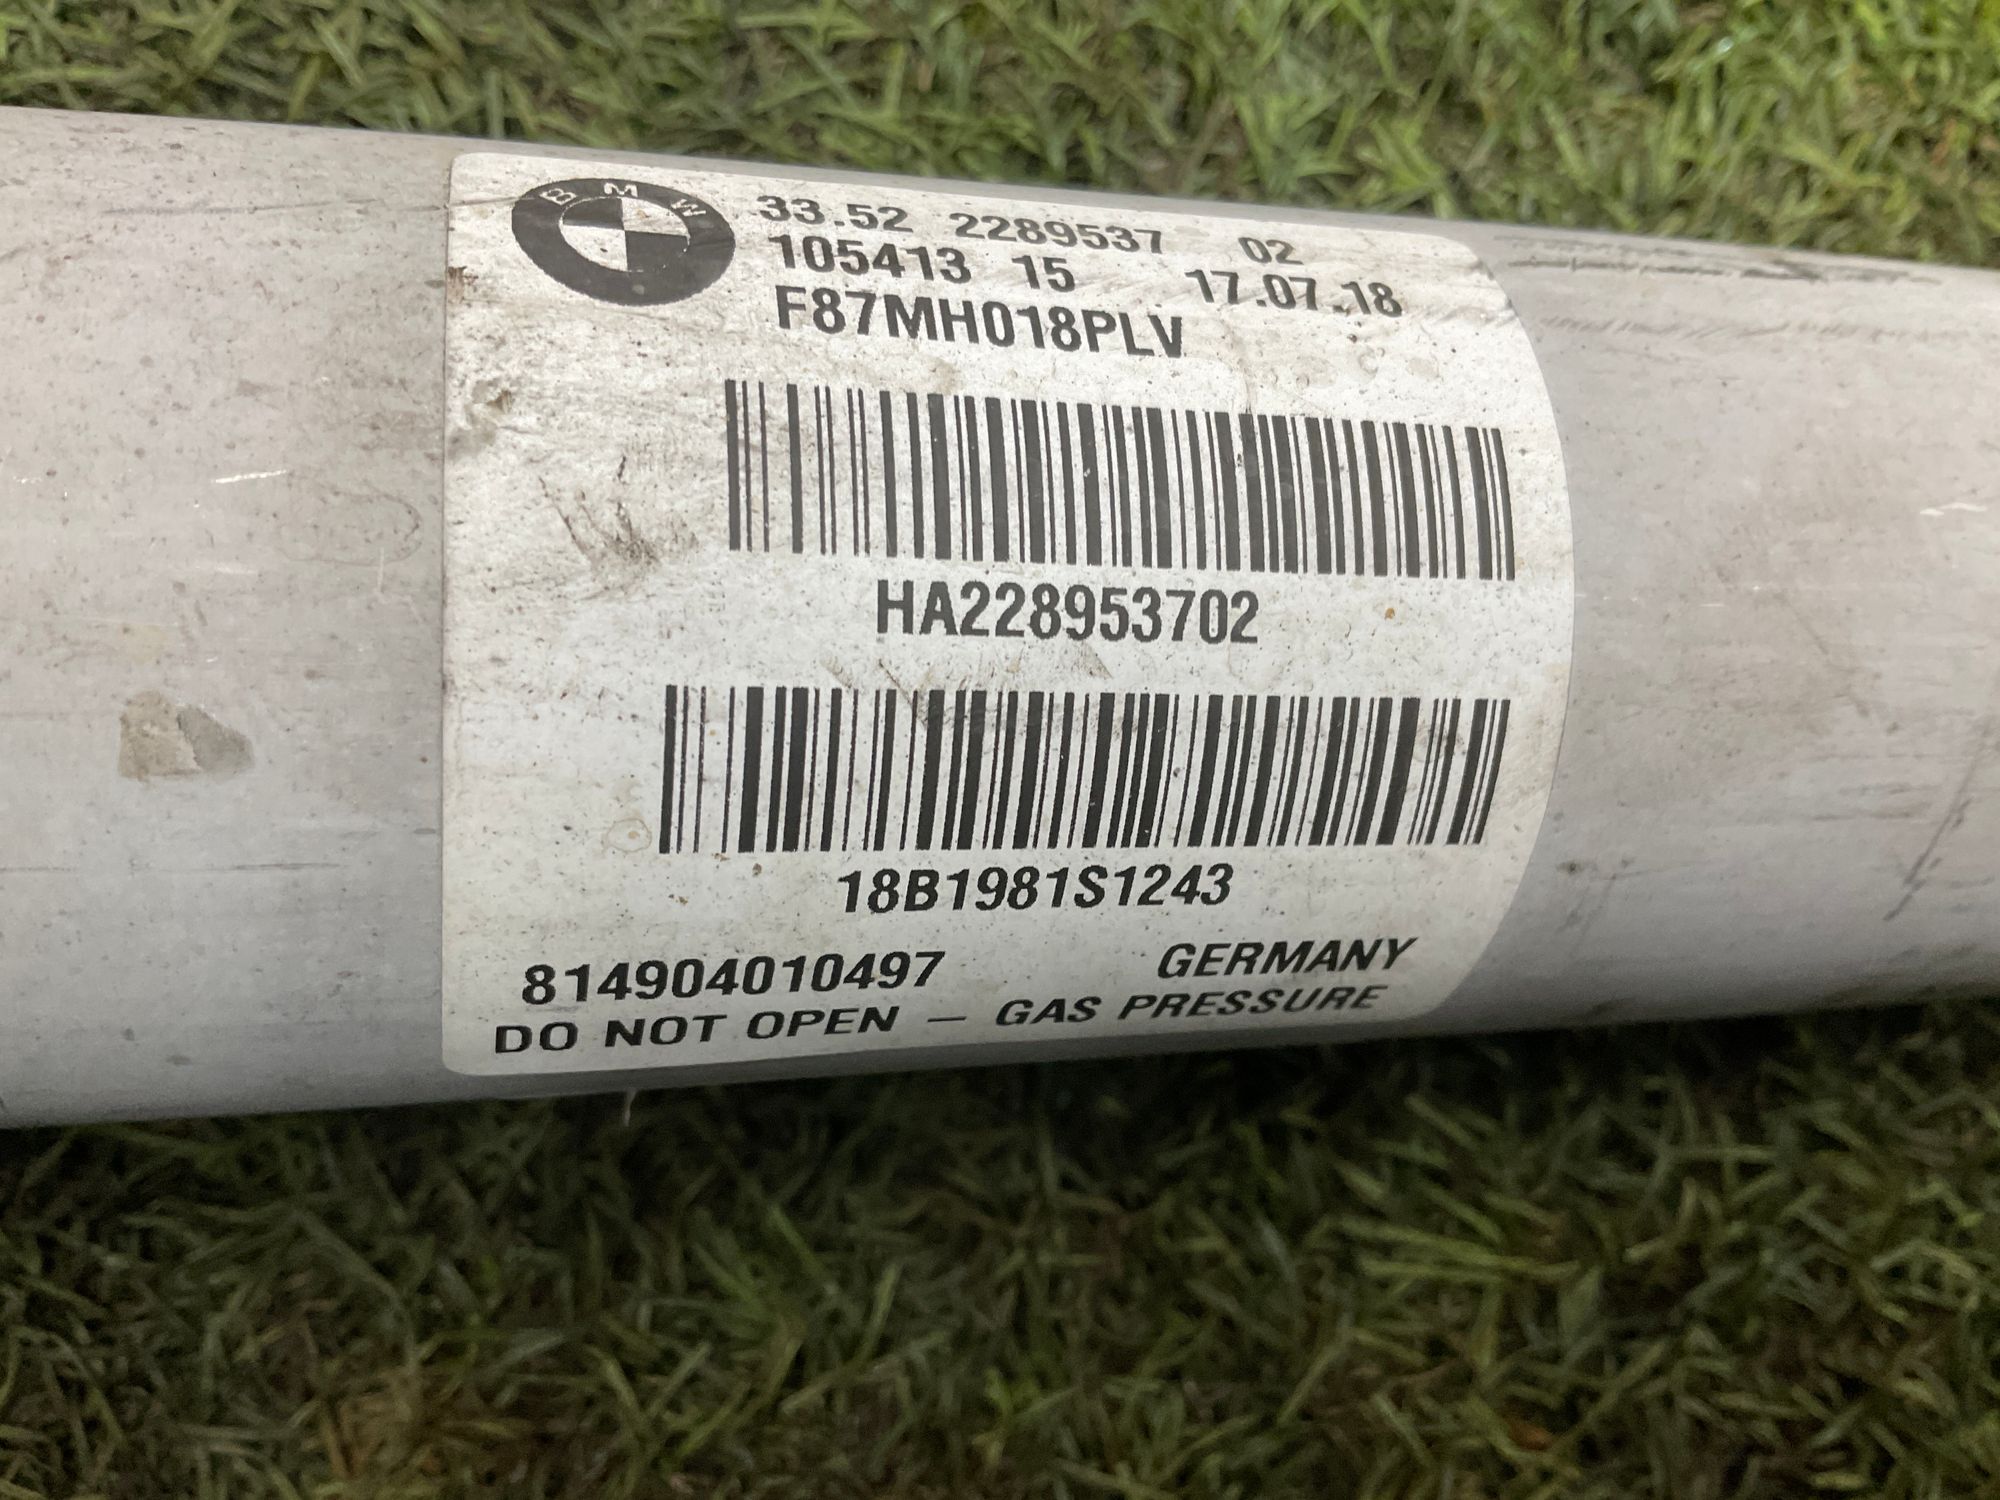 BMW
33.52 2289537 02
105413 15 17.07.18
F87MH018PLV
HA228953702
18B1981S1243
814904010497 GERMANY
DO NOT OPEN – GAS PRESSURE